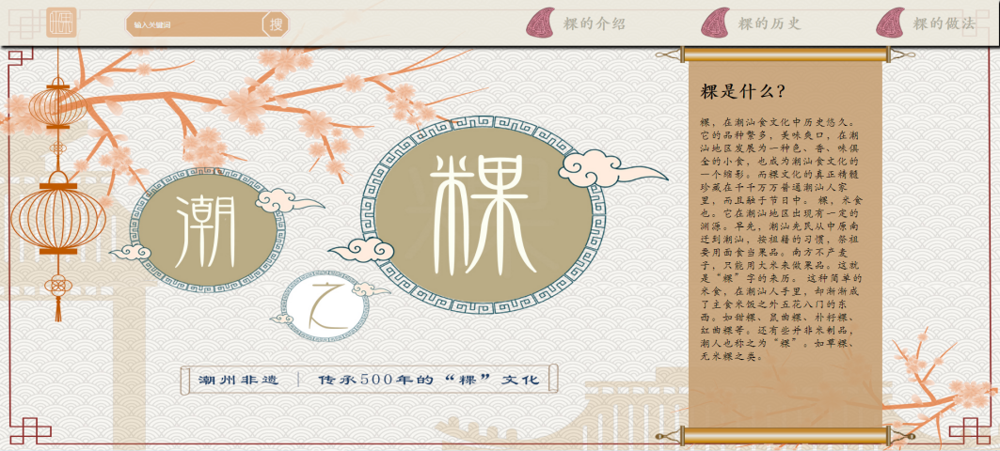 输入关键词
搜
粿的介绍
粿的历史
粿的做法
潮
之
粿
潮州非遗 | 传承500年的“粿”文化
粿是什么？
粿，在潮汕食文化中历史悠久。
它的品种繁多，美味爽口，在潮
汕地区发展为一种色、香、味俱
全的小食，也成为潮汕食文化的
一个缩影。而粿文化的真正精髓
珍藏在千千万万普通潮汕人家
里，而且融于节日中。 粿，米食
也。它在潮汕地区出现有一定的
渊源。早先，潮汕先民从中原南
迁到潮汕，按祖籍的习惯，祭祖
要用面食当果品。南方不产麦
子，只能用大米来做果品。这就
是“粿”字的来历。 这种简单的
米食，在潮汕人手里，却渐渐成
了主食米饭之外五花八门的东
西。如甜粿、鼠曲粿、朴籽粿、
红曲粿等。还有些并非米制品，
潮人也称之为“粿”。如草粿、
无米粿之类。